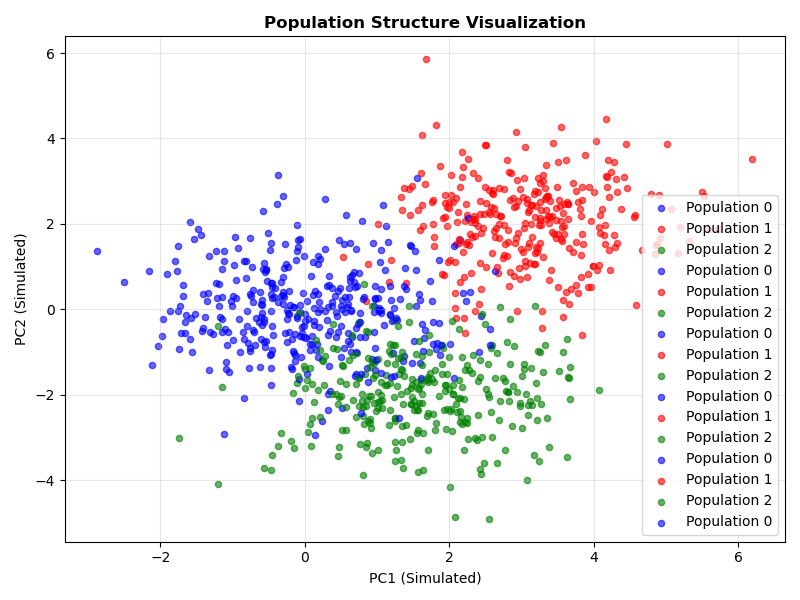 Population Structure Visualization
6
4
2
0
−2
−4
PC2 (Simulated)
−2
0
2
4
6
PC1 (Simulated)
Population 0
Population 1
Population 2
Population 0
Population 1
Population 2
Population 0
Population 1
Population 2
Population 0
Population 1
Population 2
Population 0
Population 1
Population 2
Population 0